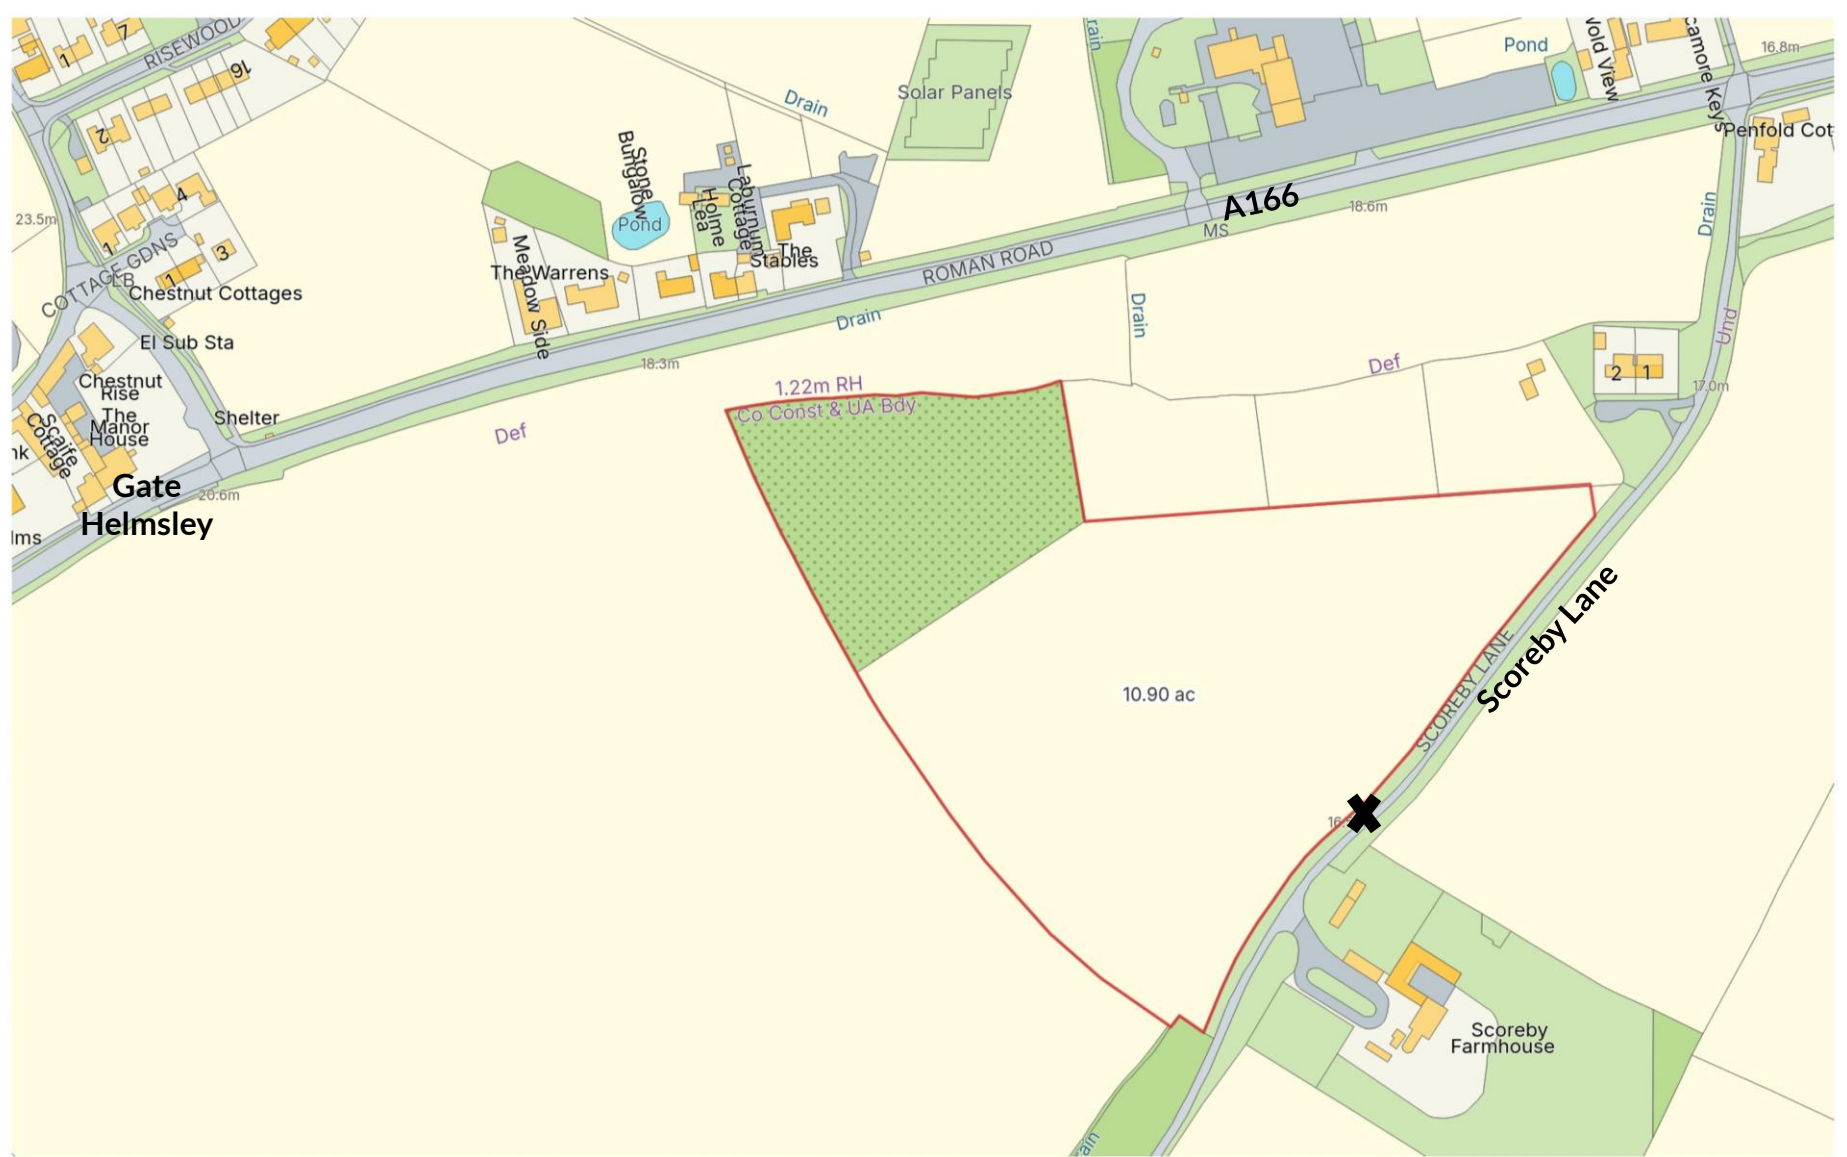 7
1
RISEWOOD
16
2
Drain
Solar Panels
Pond
Wold View
16.8m
Penfold Cot
4
23.5m
1
3
COTTAGE GDNS
1
LB
Chestnut Cottages
El Sub Sta
Stone
Bungalow
Pond
Holme
Lea
Laburnum
Cottage
The
Stables
The Warrens
Meadow Side
A166
18.6m
MS
ROMAN ROAD
Drain
Drain
Drain
Und
18.3m
Def
1.22m RH
Co Const & UA Bdy
Def
2
1
17.0m
Chestnut
Rise
The
Manor
House
Shelter
Scaife
Cottage
Gate
Helmsley
20.6m
10.90 ac
SCOREBY LANE
Scoreby Lane
Scoreby
Farmhouse